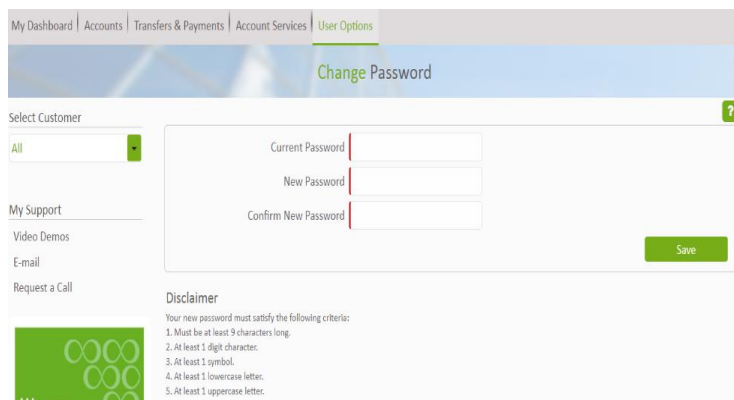 My Dashboard Accounts Transfers & Payments Account Services User Options
Change Password
?
Select Customer
All
Current Password
New Password
Confirm New Password
Save
My Support
Video Demos
E-mail
Request a Call
Disclaimer
Your new password must satisfy the following criteria:
1. Must be at least 9 characters long.
2. At least 1 digit character.
3. At least 1 symbol.
4. At least 1 lowercase letter.
5. At least 1 uppercase letter.